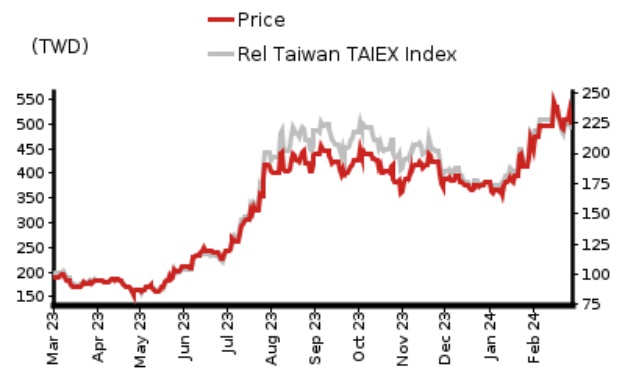 Price
(TWD)
Rel Taiwan TAIEX Index
550
500
450
400
350
300
250
200
150
250
225
200
175
150
125
100
75
Mar 23
Apr 23
May 23
Jun 23
Jul 23
Aug 23
Sep 23
Oct 23
Nov 23
Dec 23
Jan 24
Feb 24